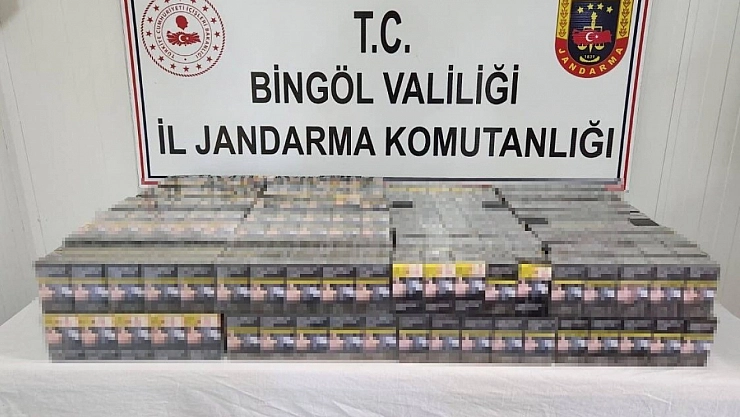 T.C.
BİNGÖL VALİLİĞİ
İL JANDARMA KOMUTANLIĞI
JANDARMA